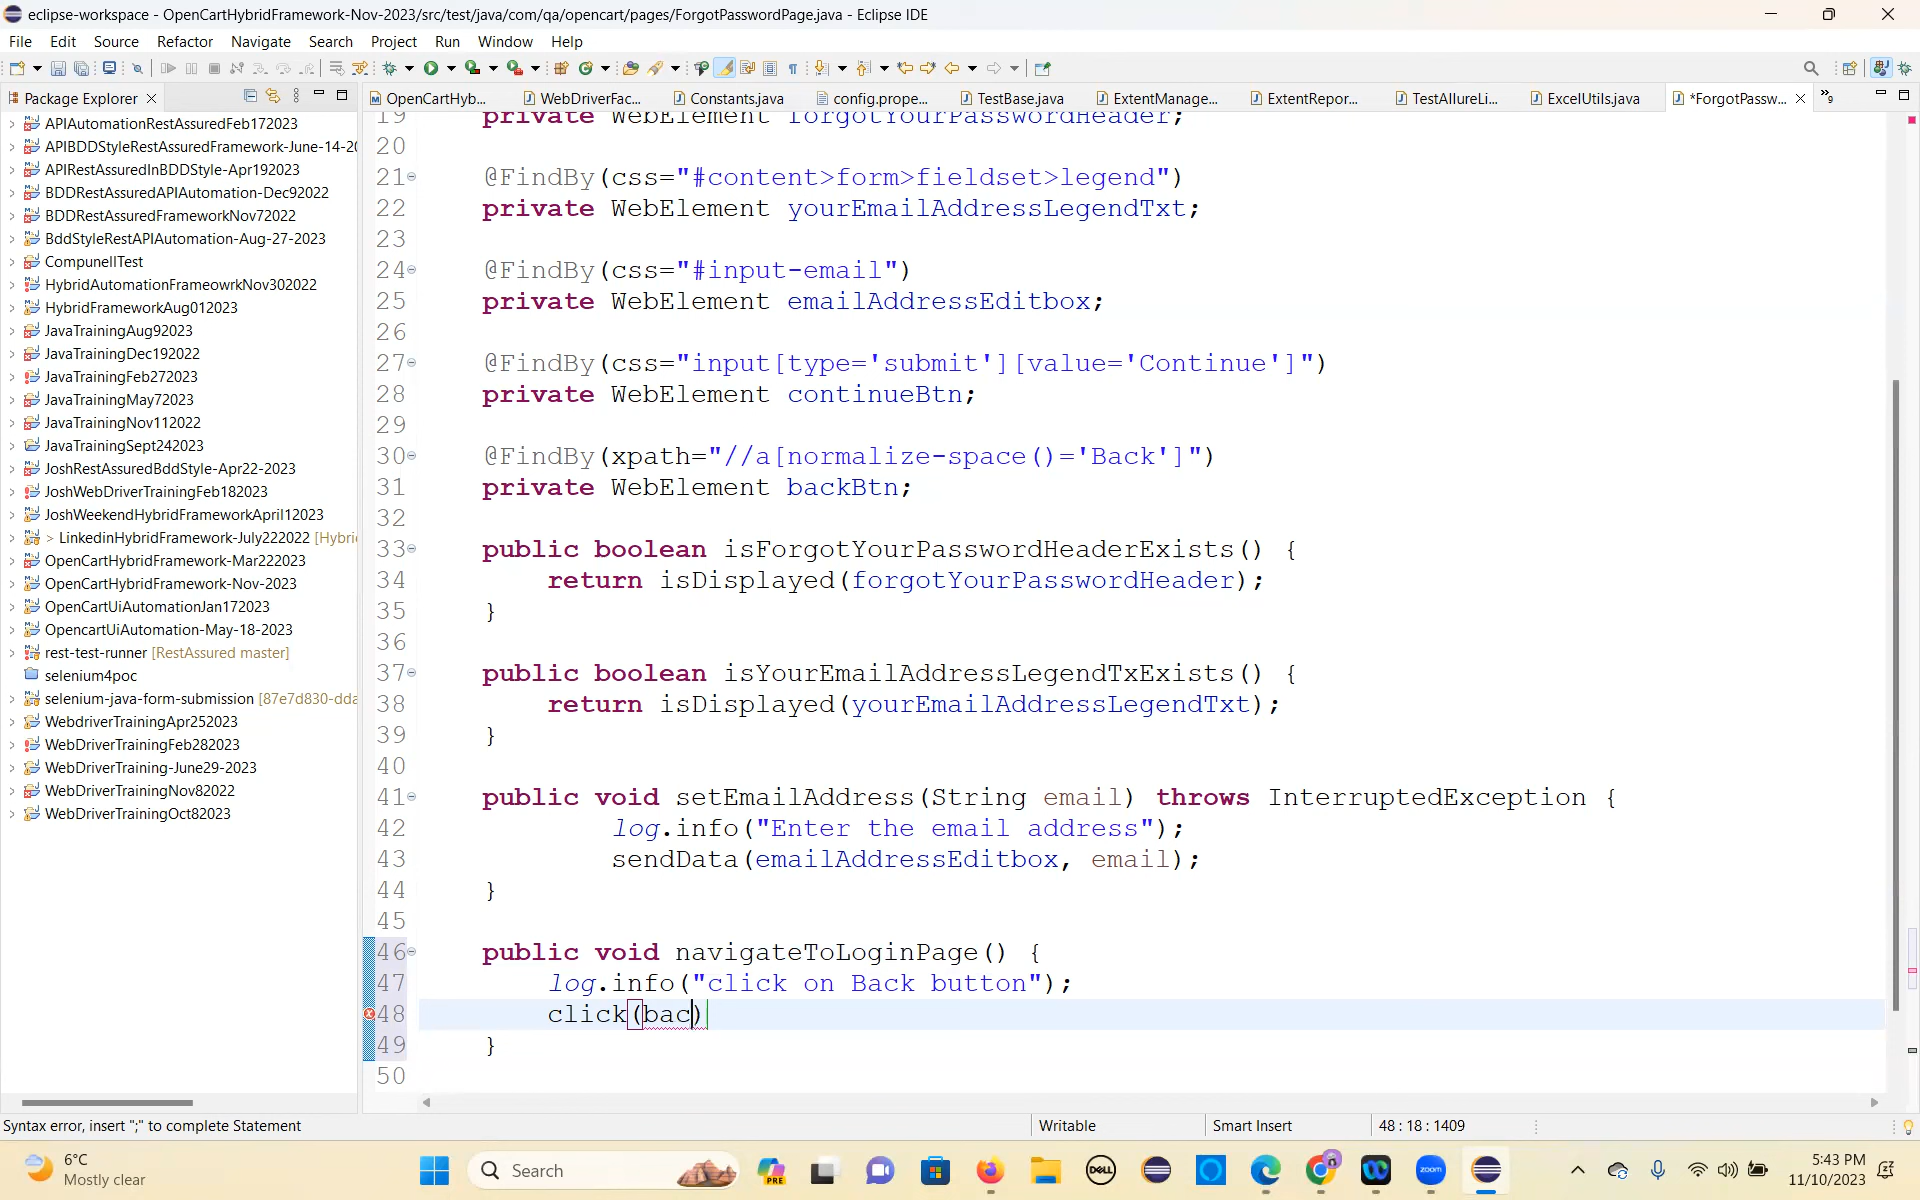 eclipse-workspace - OpenCartHybridFramework-Nov-2023/src/test/java/com/qa/opencart/pages/ForgotPasswordPage.java - Eclipse IDE
File Edit Source Refactor Navigate Search Project Run Window Help
Package Explorer
OpenCartHyb... WebDriverFac... Constants.java config.prope... TestBase.java ExtentManage... ExtentRepor... TestAllureLi... ExcelUtils.java *ForgotPassw... »9
APIAutomationRestAssuredFeb172023
APIBDDStyleRestAssuredFramework-June-14-20
APIRestAssuredInBDDStyle-Apr192023
BDDRestAssuredAPIAutomation-Dec92022
BDDRestAssuredFrameworkNov72022
BddStyleRestAPIAutomation-Aug-27-2023
CompunellTest
HybridAutomationFrameowrkNov302022
HybridFrameworkAug012023
JavaTrainingAug92023
JavaTrainingDec192022
JavaTrainingFeb272023
JavaTrainingMay72023
JavaTrainingNov112022
JavaTrainingSept242023
JoshRestAssuredBddStyle-Apr22-2023
JoshWebDriverTrainingFeb182023
JoshWeekendHybridFrameworkApril12023
> LinkedinHybridFramework-July222022 [Hybri
OpenCartHybridFramework-Mar222023
OpenCartHybridFramework-Nov-2023
OpenCartUiAutomationJan172023
OpencartUiAutomation-May-18-2023
rest-test-runner [RestAssured master]
selenium4poc
selenium-java-form-submission [87e7d830-dda
WebdriverTrainingApr252023
WebDriverTrainingFeb282023
WebDriverTraining-June29-2023
WebDriverTrainingNov82022
WebDriverTrainingOct82023
19 private WebElement forgotYourPasswordHeader;
20
21 @FindBy(css="#content>form>fieldset>legend")
22 private WebElement yourEmailAddressLegendTxt;
23
24 @FindBy(css="#input-email")
25 private WebElement emailAddressEditbox;
26
27 @FindBy(css="input[type='submit'][value='Continue']")
28 private WebElement continueBtn;
29
30 @FindBy(xpath="//a[normalize-space()='Back']")
31 private WebElement backBtn;
32
33 public boolean isForgotYourPasswordHeaderExists() {
34 return isDisplayed(forgotYourPasswordHeader);
35 }
36
37 public boolean isYourEmailAddressLegendTxExists() {
38 return isDisplayed(yourEmailAddressLegendTxt);
39 }
40
41 public void setEmailAddress(String email) throws InterruptedException {
42 log.info("Enter the email address");
43 sendData(emailAddressEditbox, email);
44 }
45
46 public void navigateToLoginPage() {
47 log.info("click on Back button");
48 click(bac)
49 }
50
Syntax error, insert ";" to complete Statement Writable Smart Insert 48 : 18 : 1409
6°C
Mostly clear
Search
PRE
DELL
zoom
5:43 PM
11/10/2023